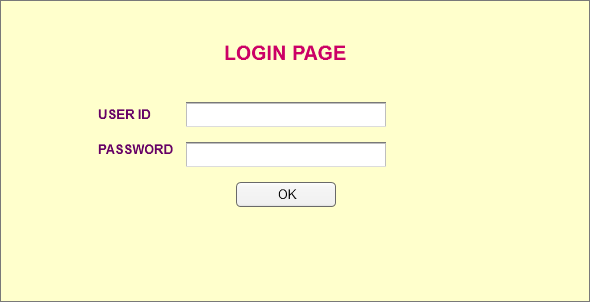 LOGIN PAGE
USER ID
PASSWORD
OK